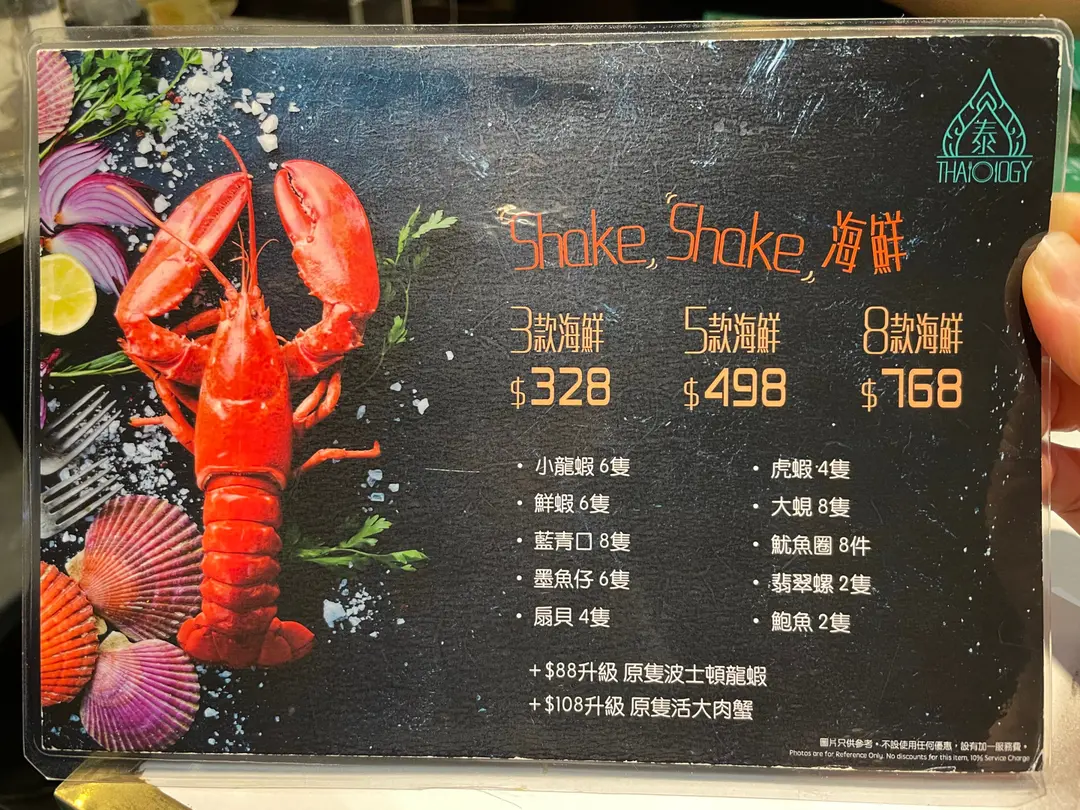 泰
THAIOLOGY
Shake, Shake, 海鮮
3款海鮮
$328
5款海鮮
$498
8款海鮮
$768
• 小龍蝦 6隻
• 鮮蝦 6隻
• 藍青口 8隻
• 墨魚仔 6隻
• 扇貝 4隻
• 虎蝦 4隻
• 大蜆 8隻
• 魷魚圈 8件
• 翡翠螺 2隻
• 鮑魚 2隻
+$88升級 原隻波士頓龍蝦
+$108升級 原隻活大肉蟹
圖片只供參考。不設使用任何優惠，設有加一服務費。
Photos are for Reference Only. No discounts for this item, 10% Service Charge